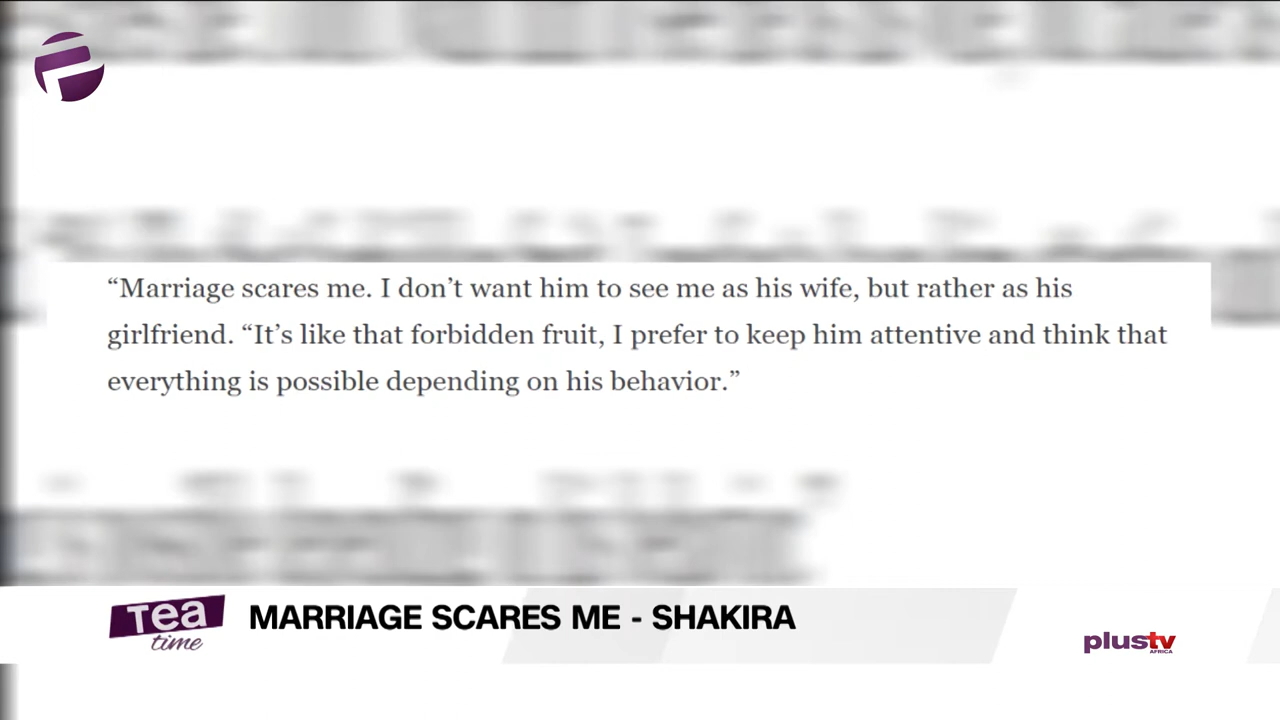 “Marriage scares me. I don’t want him to see me as his wife, but rather as his
girlfriend. “It’s like that forbidden fruit, I prefer to keep him attentive and think that
everything is possible depending on his behavior.”
Tea
time
MARRIAGE SCARES ME - SHAKIRA
plustv
AFRICA